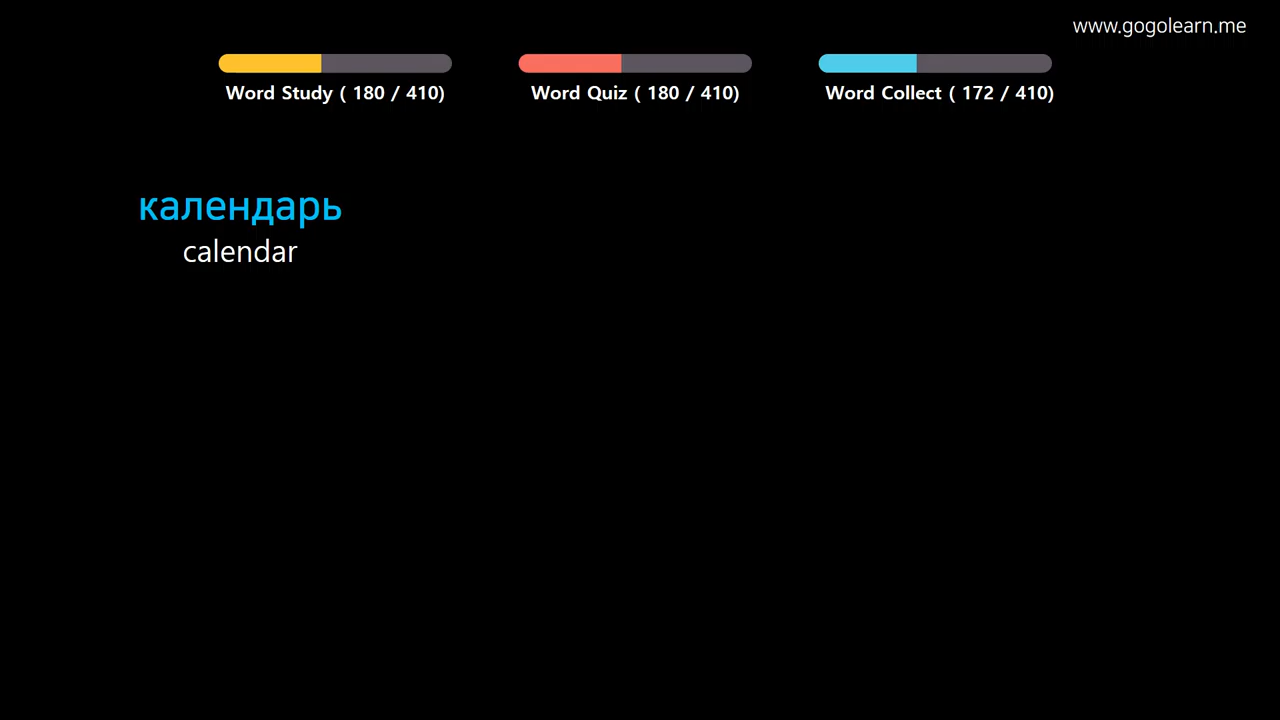 www.gogolearn.me
Word Study ( 180 / 410)
Word Quiz ( 180 / 410)
Word Collect ( 172 / 410)
календарь
calendar